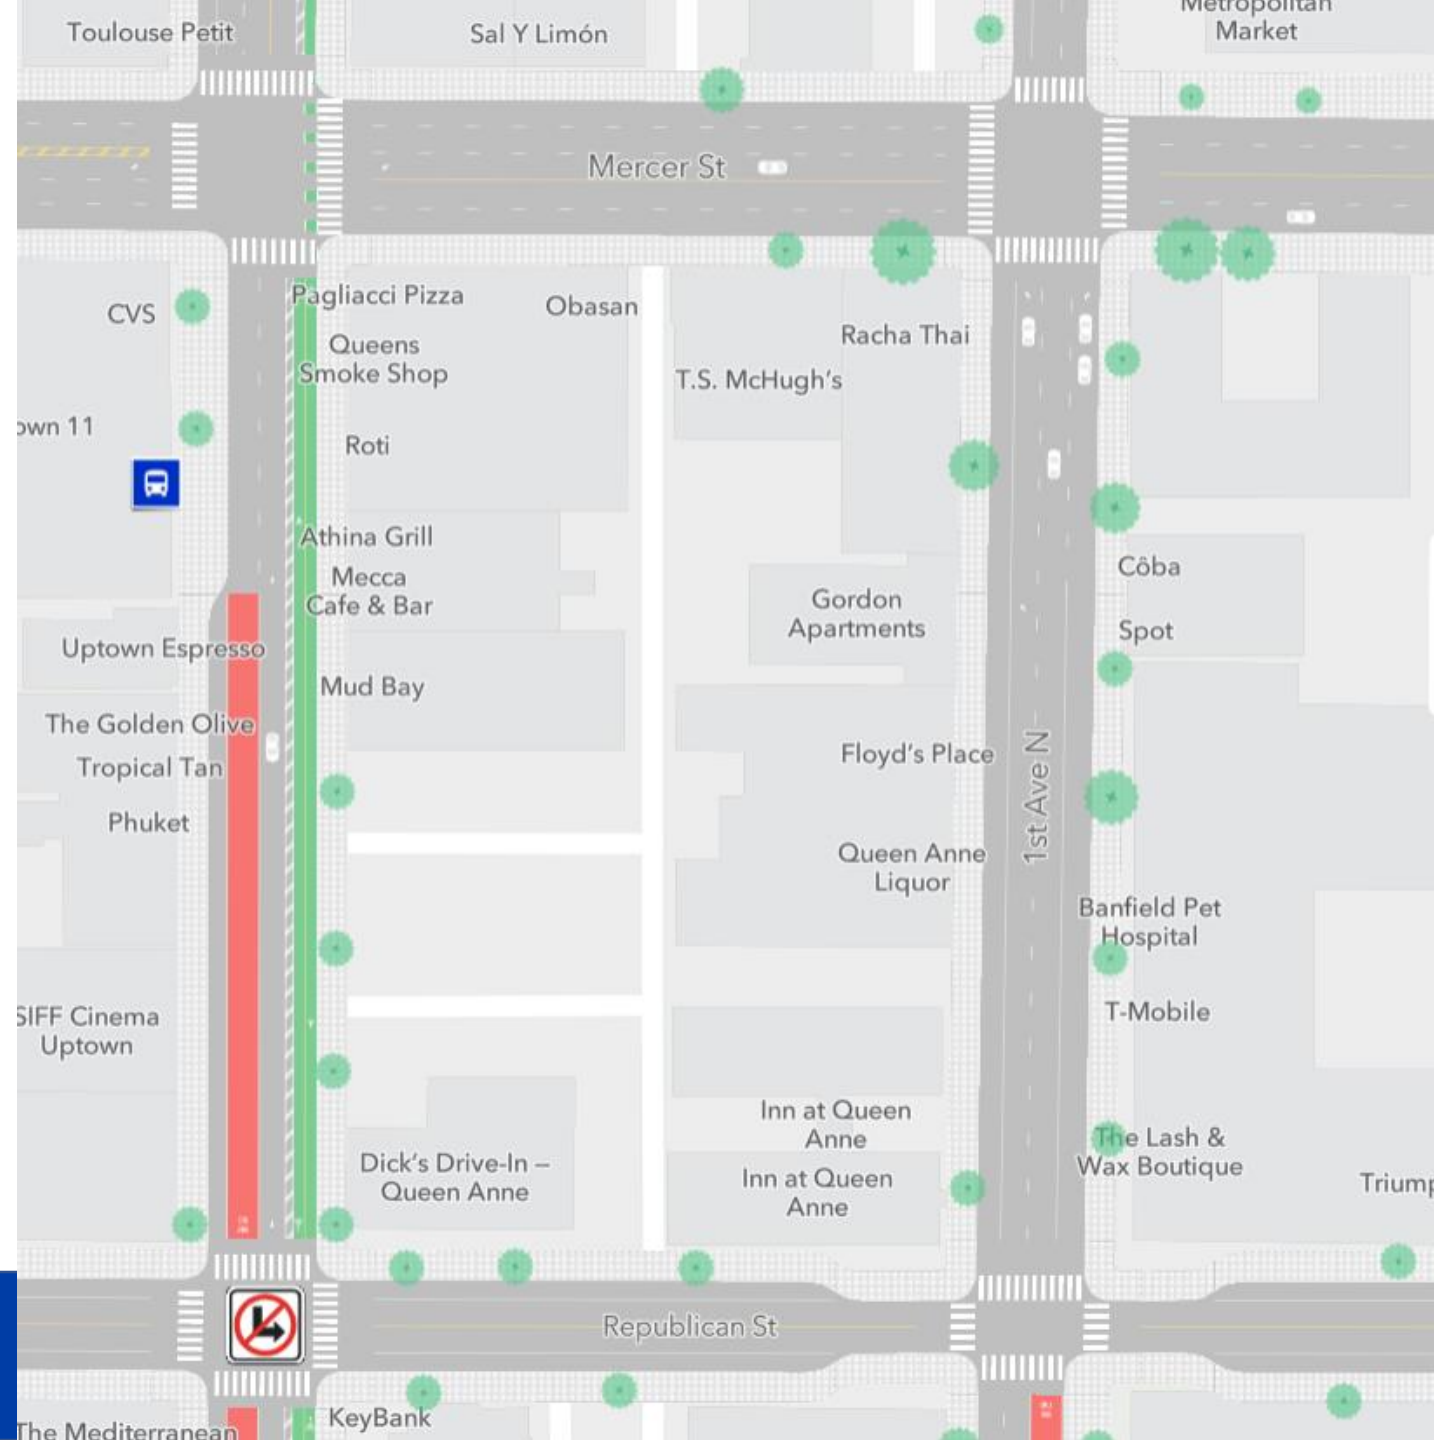 Toulouse Petit
Sal Y Limón
Metropolitan
Market
Mercer St
CVS
Pagliacci Pizza
Obasan
Queens
Smoke Shop
Racha Thai
T.S. McHugh's
own 11
Roti
Athina Grill
Mecca
Cafe & Bar
Côba
Gordon
Apartments
Spot
Uptown Espresso
Mud Bay
The Golden Olive
Tropical Tan
Phuket
Floyd's Place
1st Ave N
Queen Anne
Liquor
Banfield Pet
Hospital
T-Mobile
SIFF Cinema
Uptown
Inn at Queen
Anne
The Lash &
Wax Boutique
Dick's Drive-In –
Queen Anne
Inn at Queen
Anne
Triump
Republican St
KeyBank
The Mediterranean